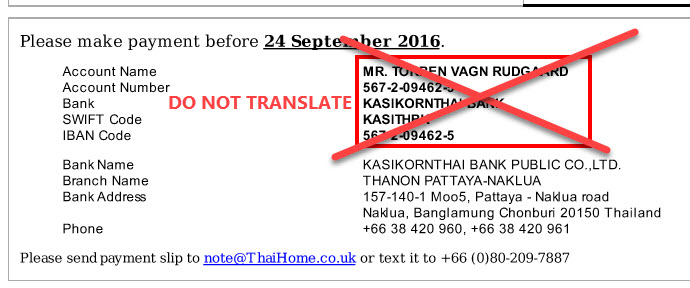 Please make payment before 24 September 2016.
Account Name MR. TORBEN VAGN RUDGAARD
Account Number 567-2-09462-5
Bank DO NOT TRANSLATE KASIKORNTHAI BANK
SWIFT Code
IBAN Code 567-2-09462-5
Bank Name KASIKORNTHAI BANK PUBLIC CO.,LTD.
Branch Name THANON PATTAYA-NAKLUA
Bank Address 157-140-1 Moo5, Pattaya - Naklua road
Naklua, Banglamung Chonburi 20150 Thailand
Phone +66 38 420 960, +66 38 420 961
Please send payment slip to note@ThaiHome.co.uk or text it to +66 (0)80-209-7887